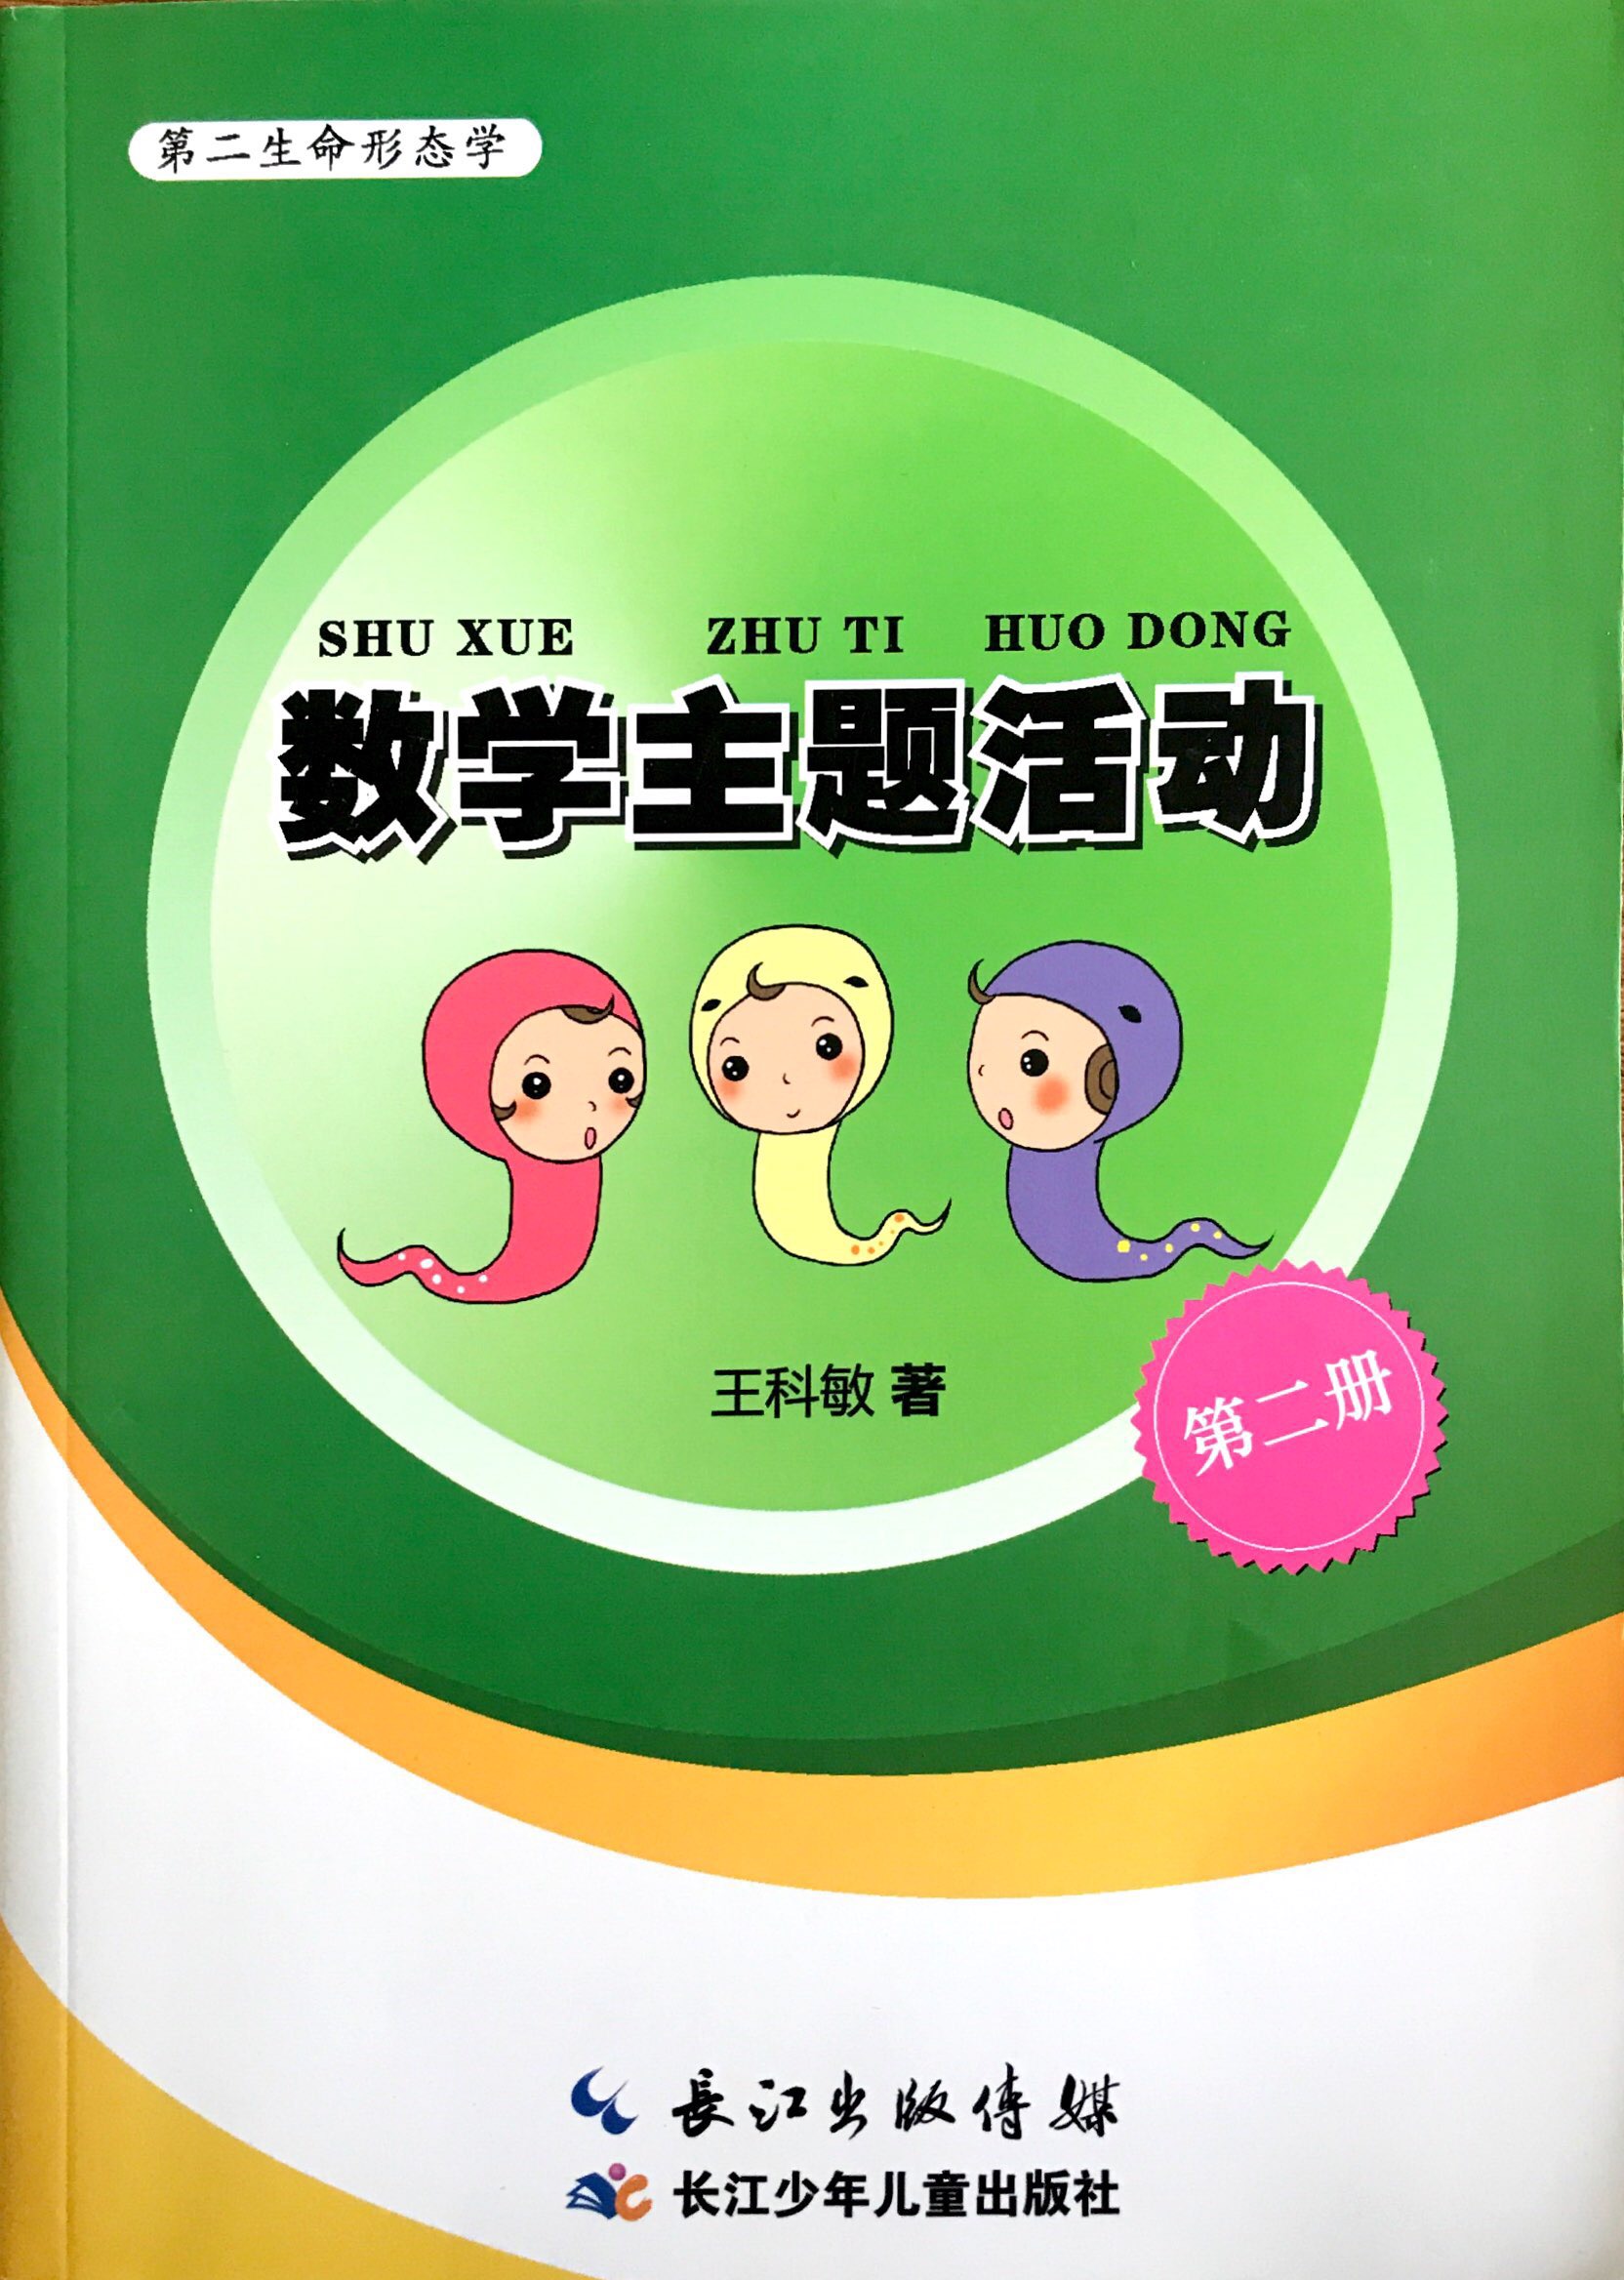 第二生命形态学
SHU XUE ZHU TI HUO DONG
数学主题活动
王科敏 著
第二册
長江出版传媒
长江少年儿童出版社